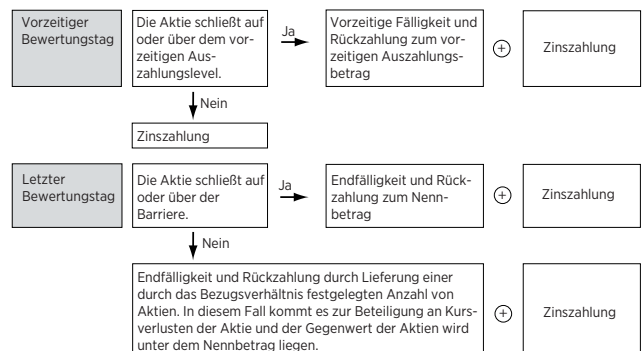 Vorzeitiger
Bewertungstag
Die Aktie schließt auf
oder über dem vor-
zeitigen Aus-
zahlungslevel.
Ja
Vorzeitige Fälligkeit und
Rückzahlung zum vor-
zeitigen Auszahlungs-
betrag
+
Zinszahlung
Nein
Zinszahlung
Letzter
Bewertungstag
Die Aktie schließt auf
oder über der
Barriere.
Ja
Endfälligkeit und Rück-
zahlung zum Nenn-
betrag
+
Zinszahlung
Nein
Endfälligkeit und Rückzahlung durch Lieferung einer
durch das Bezugsverhältnis festgelegten Anzahl von
Aktien. In diesem Fall kommt es zur Beteiligung an Kurs-
verlusten der Aktie und der Gegenwert der Aktien wird
unter dem Nennbetrag liegen.
+
Zinszahlung